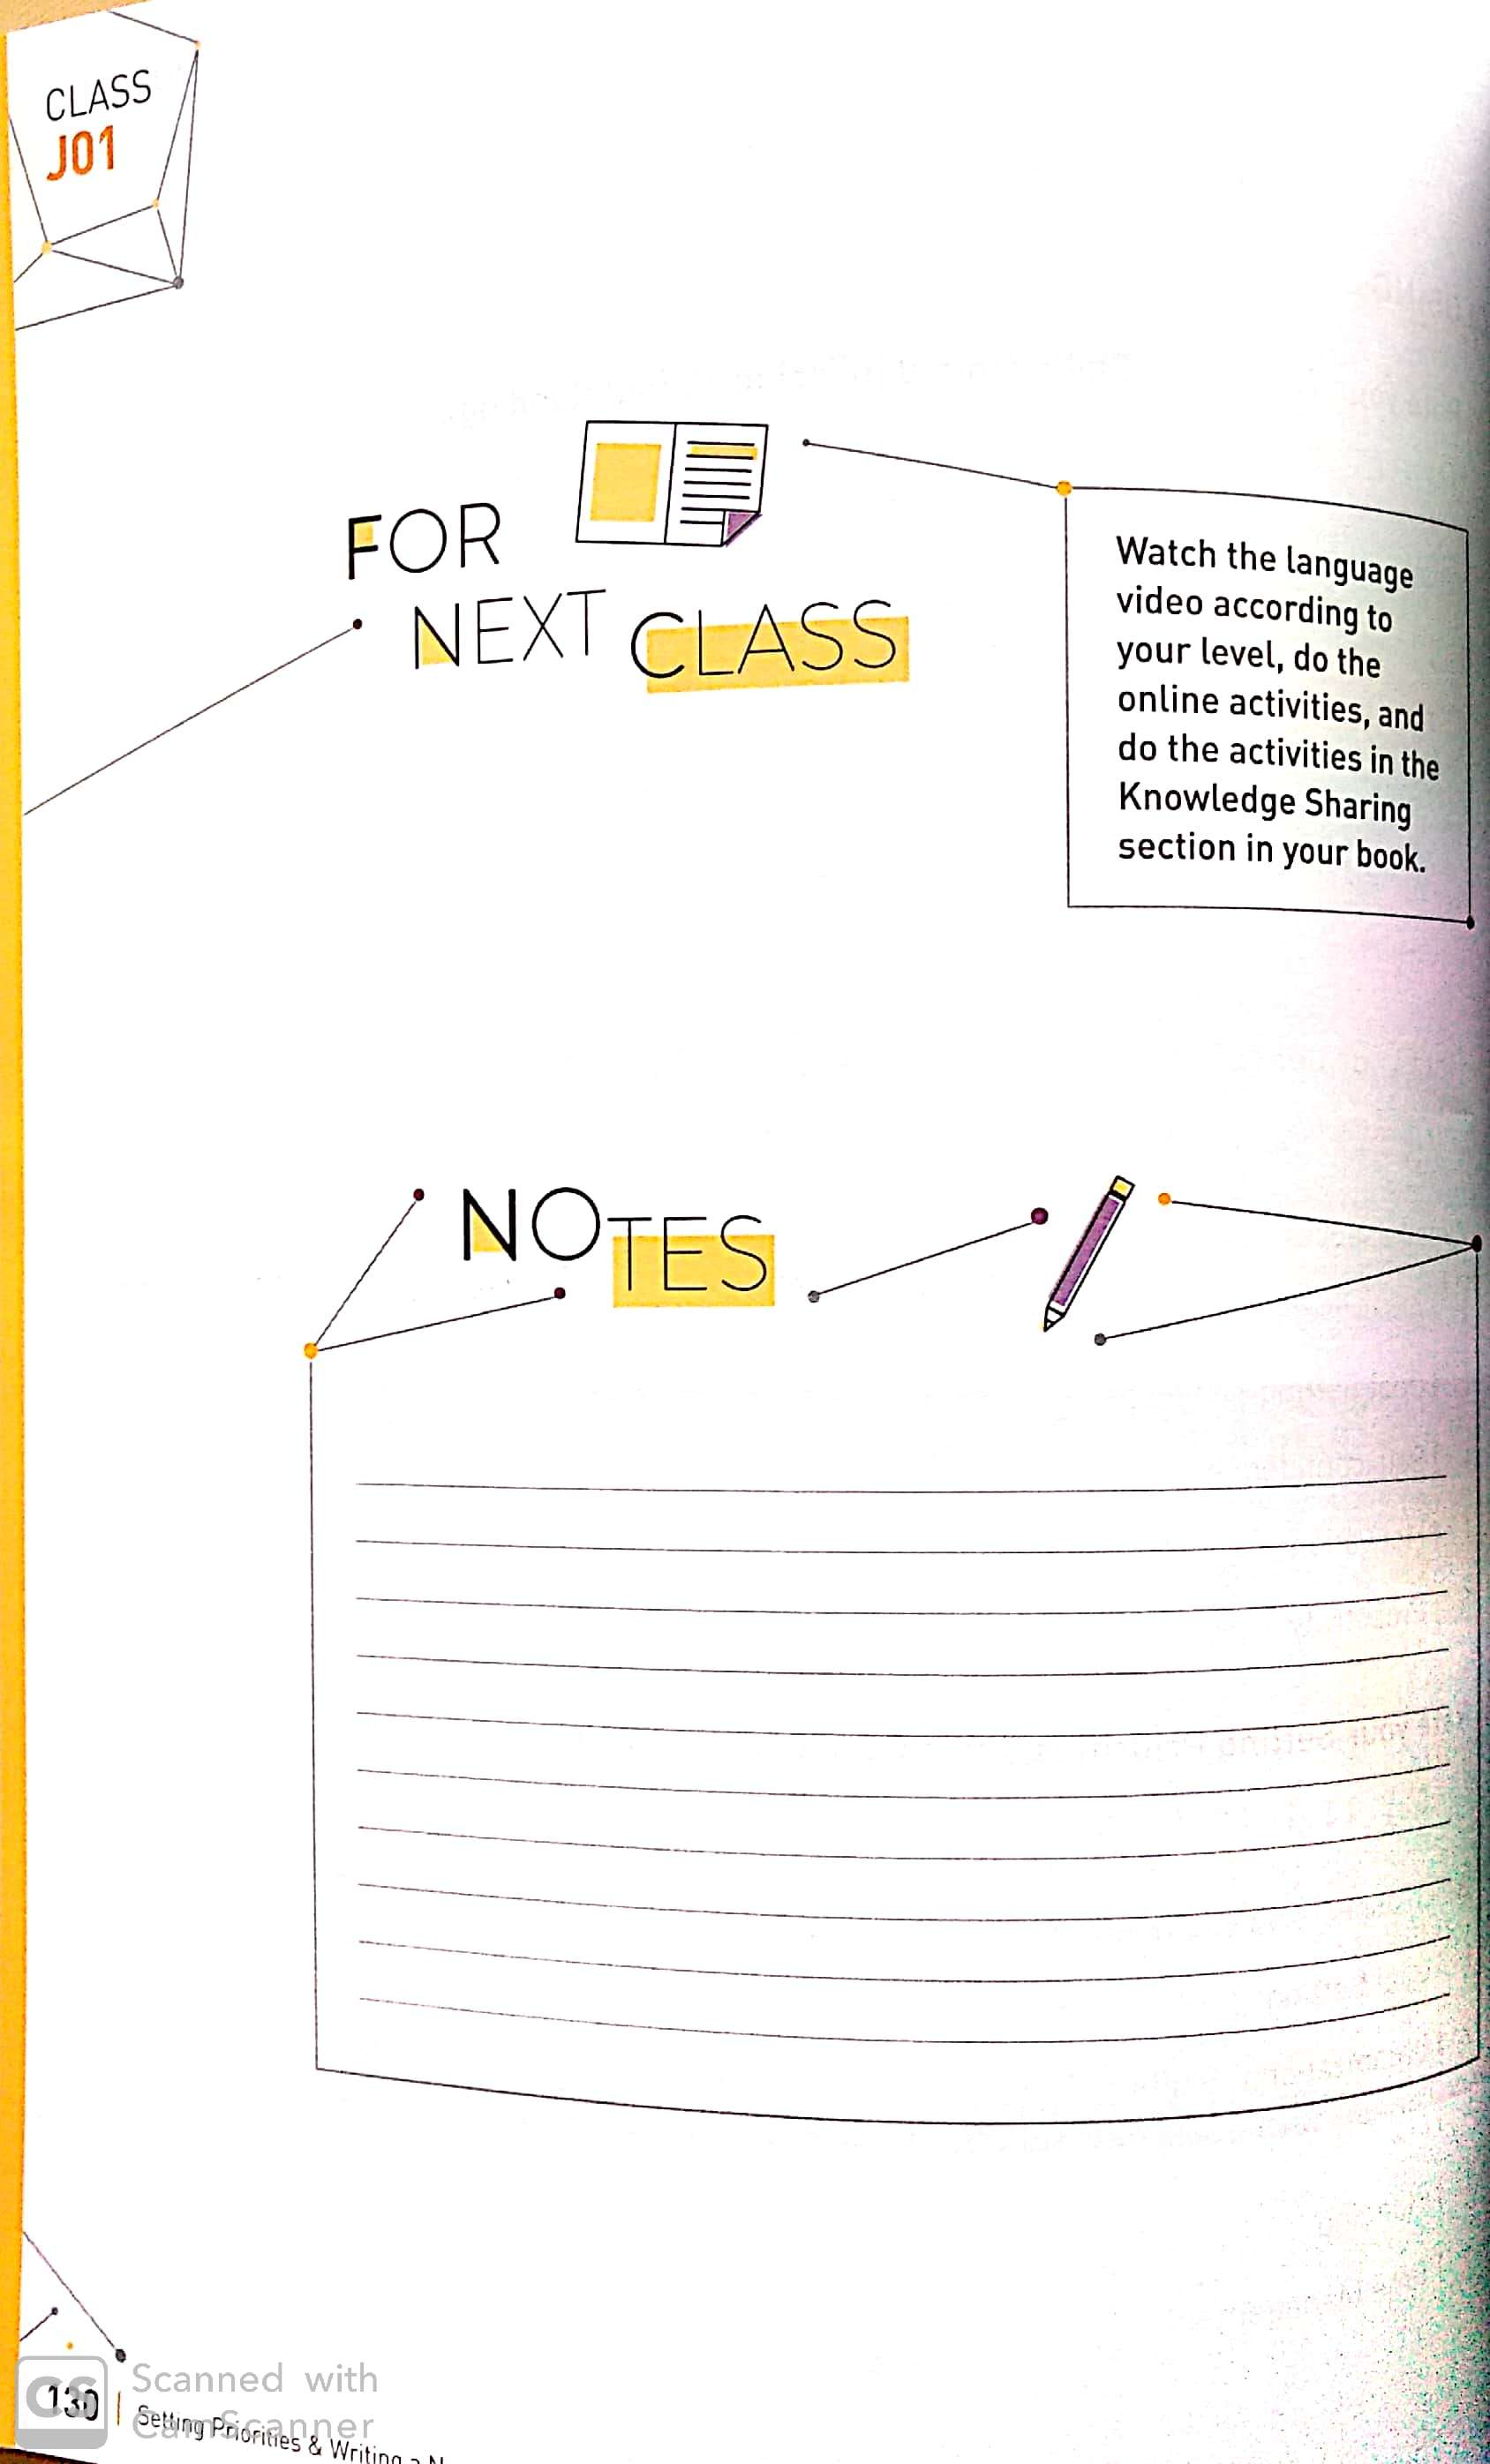 CLASS
J01
FOR
NEXT CLASS
Watch the language
video according to
your level, do the
online activities, and
do the activities in the
Knowledge Sharing
section in your book.
NOTES
Scanned with
CS
CamScanner
130 | Setting Priorities & Writing a